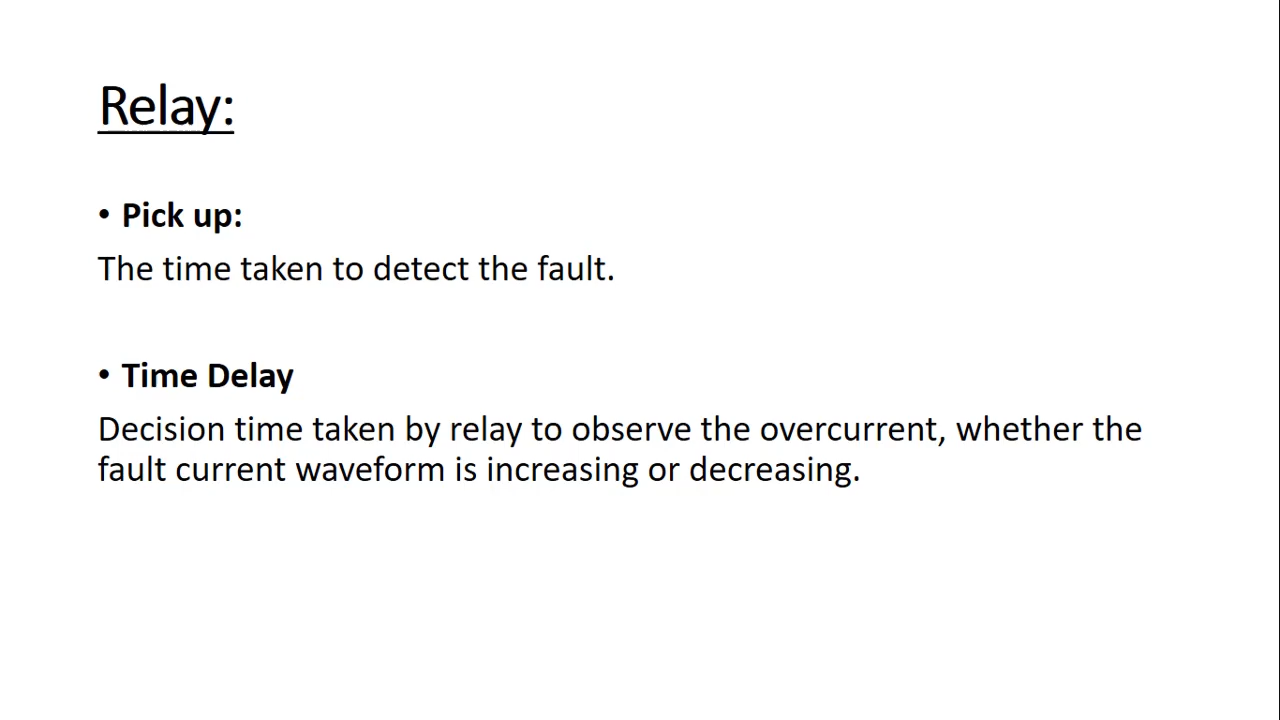 Relay:
• Pick up:
The time taken to detect the fault.
• Time Delay
Decision time taken by relay to observe the overcurrent, whether the
fault current waveform is increasing or decreasing.